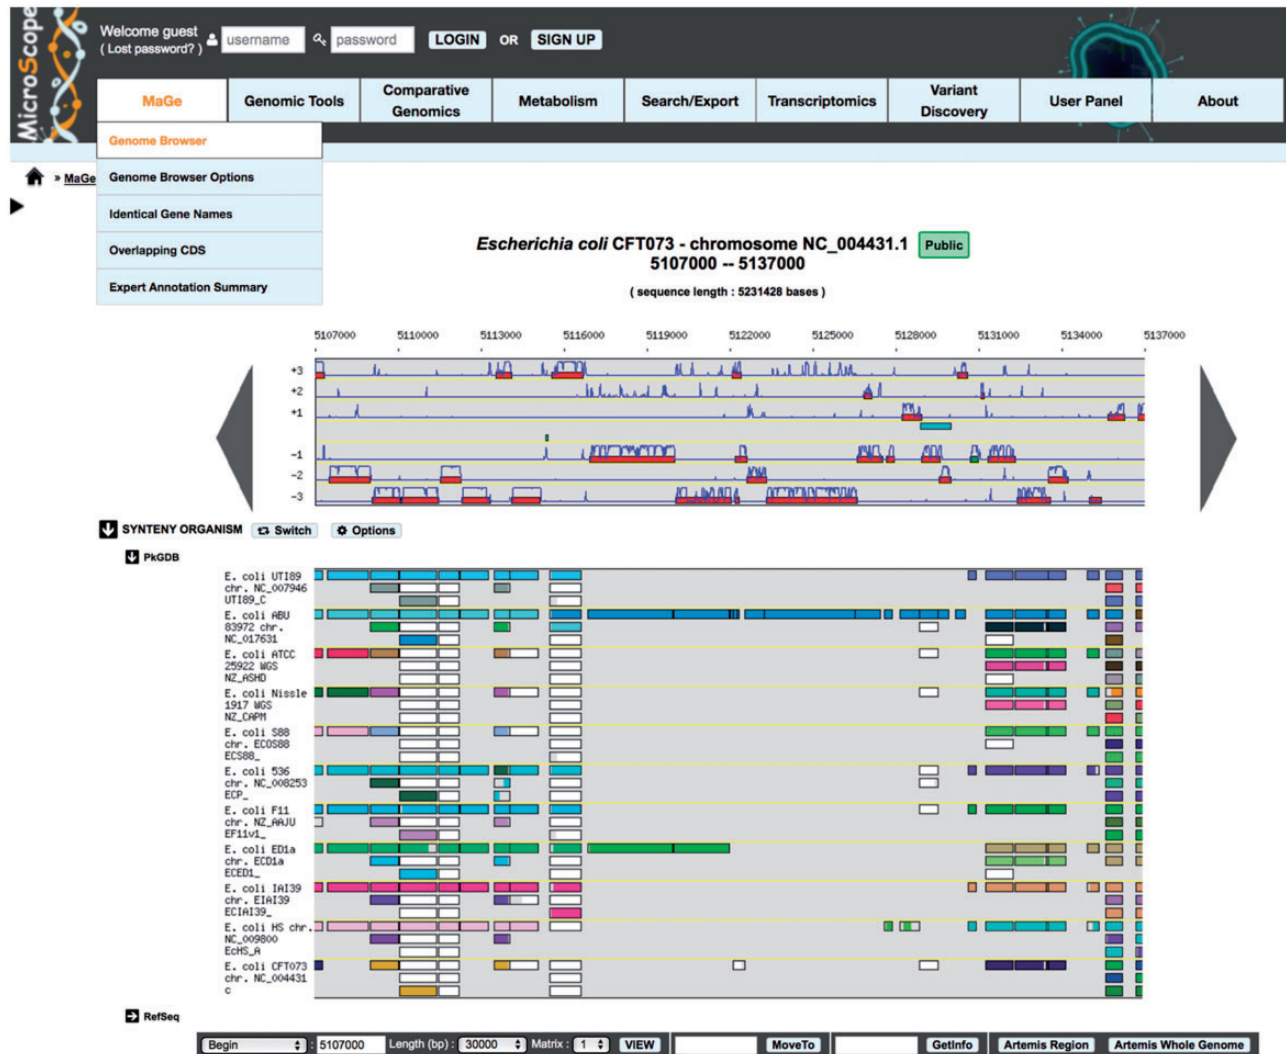 MicroScope
Welcome guest
( Lost password? )
username
password
LOGIN
OR
SIGN UP
MaGe
Genomic Tools
Comparative
Genomics
Metabolism
Search/Export
Transcriptomics
Variant
Discovery
User Panel
About
Genome Browser
» MaGe
Genome Browser Options
Identical Gene Names
Overlapping CDS
Expert Annotation Summary
Escherichia coli CFT073 - chromosome NC_004431.1 Public
5107000 -- 5137000
( sequence length : 5231428 bases )
5107000 5110000 5113000 5116000 5119000 5122000 5125000 5128000 5131000 5134000 5137000
+3
+2
+1
−1
−2
−3
SYNTENY ORGANISM Switch Options
PkGDB
E. coli UTI89
chr. NC_007946
UTI89_C
E. coli ABU
83972 chr.
NC_017631
E. coli ATCC
25922 WGS
NZ_ASHD
E. coli Nissle
1917 WGS
NZ_CAPM
E. coli S88
chr. ECOS88
ECS88_
E. coli 536
chr. NC_008253
ECP_
E. coli F11
chr. NZ_AAJU
EF11v1_
E. coli ED1a
chr. ECD1a
ECED1_
E. coli IAI39
chr. EIAI39
ECIAI39_
E. coli HS chr.
NC_009800
EcHS_A
E. coli CFT073
chr. NC_004431
c
RefSeq
Begin : 5107000 Length (bp) : 30000 Matrix : 1 VIEW MoveTo GetInfo Artemis Region Artemis Whole Genome